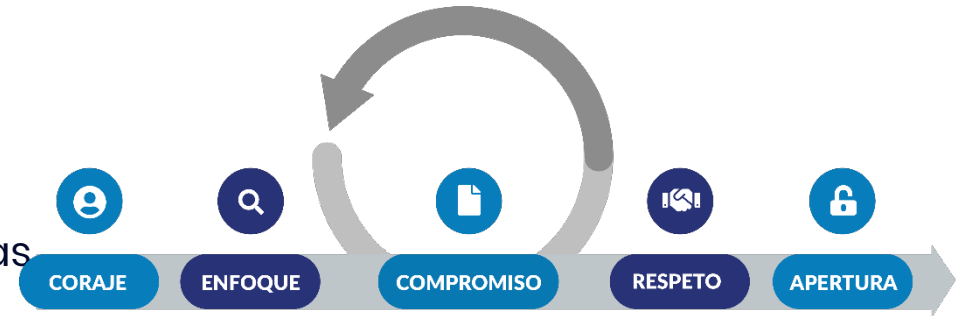 CORAJE
ENFOQUE
COMPROMISO
RESPETO
APERTURA